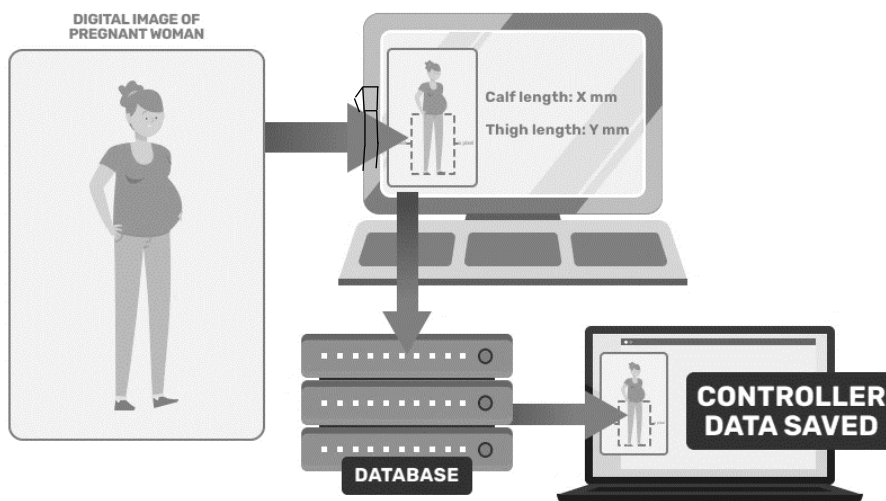 DIGITAL IMAGE OF
PREGNANT WOMAN
Calf length: X mm
Thigh length: Y mm
DATABASE
CONTROLLER
DATA SAVED